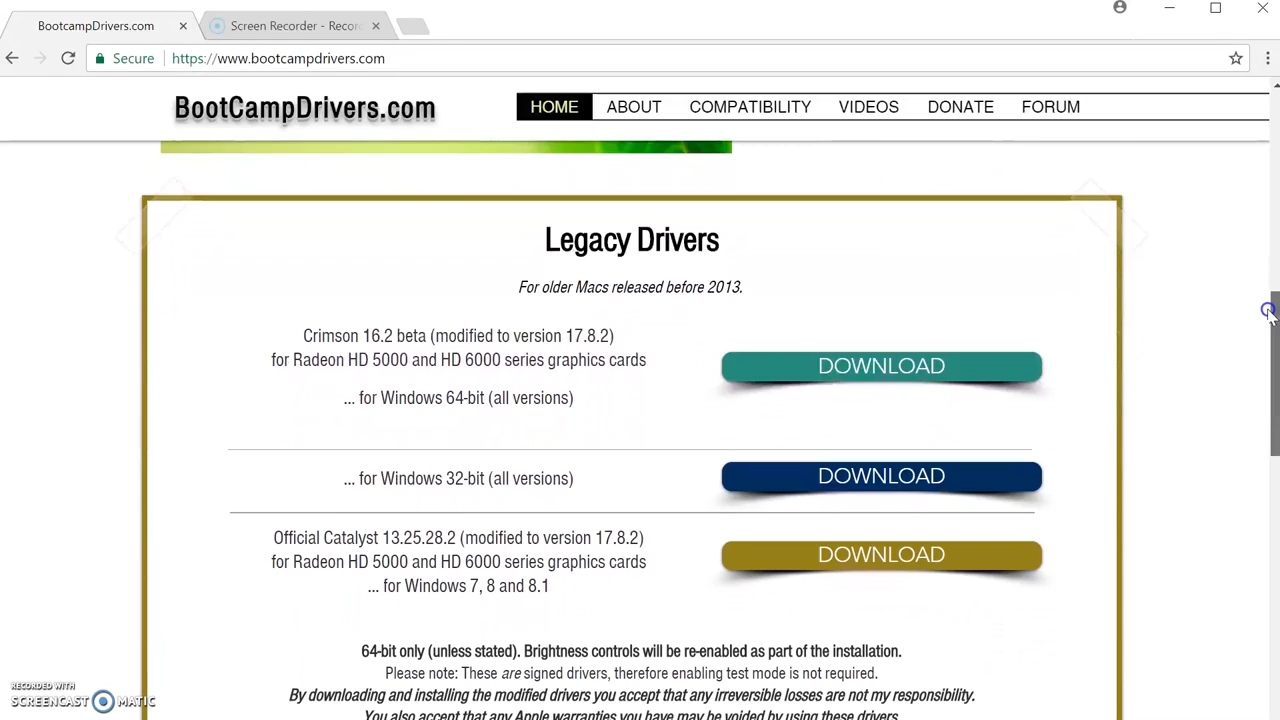 BootcampDrivers.com
Screen Recorder - Recor
Secure https://www.bootcampdrivers.com
BootCampDrivers.com
HOME ABOUT COMPATIBILITY VIDEOS DONATE FORUM
Legacy Drivers
For older Macs released before 2013.
Crimson 16.2 beta (modified to version 17.8.2)
for Radeon HD 5000 and HD 6000 series graphics cards
DOWNLOAD
... for Windows 64-bit (all versions)
... for Windows 32-bit (all versions)
DOWNLOAD
Official Catalyst 13.25.28.2 (modified to version 17.8.2)
for Radeon HD 5000 and HD 6000 series graphics cards
DOWNLOAD
... for Windows 7, 8 and 8.1
64-bit only (unless stated). Brightness controls will be re-enabled as part of the installation.
Please note: These are signed drivers, therefore enabling test mode is not required.
By downloading and installing the modified drivers you accept that any irrerersible losses are not my responsibility.
You also accept that any Apple warranties you have may be voided by using these drivers
RECORDED WITH
SCREENCAST MATIC